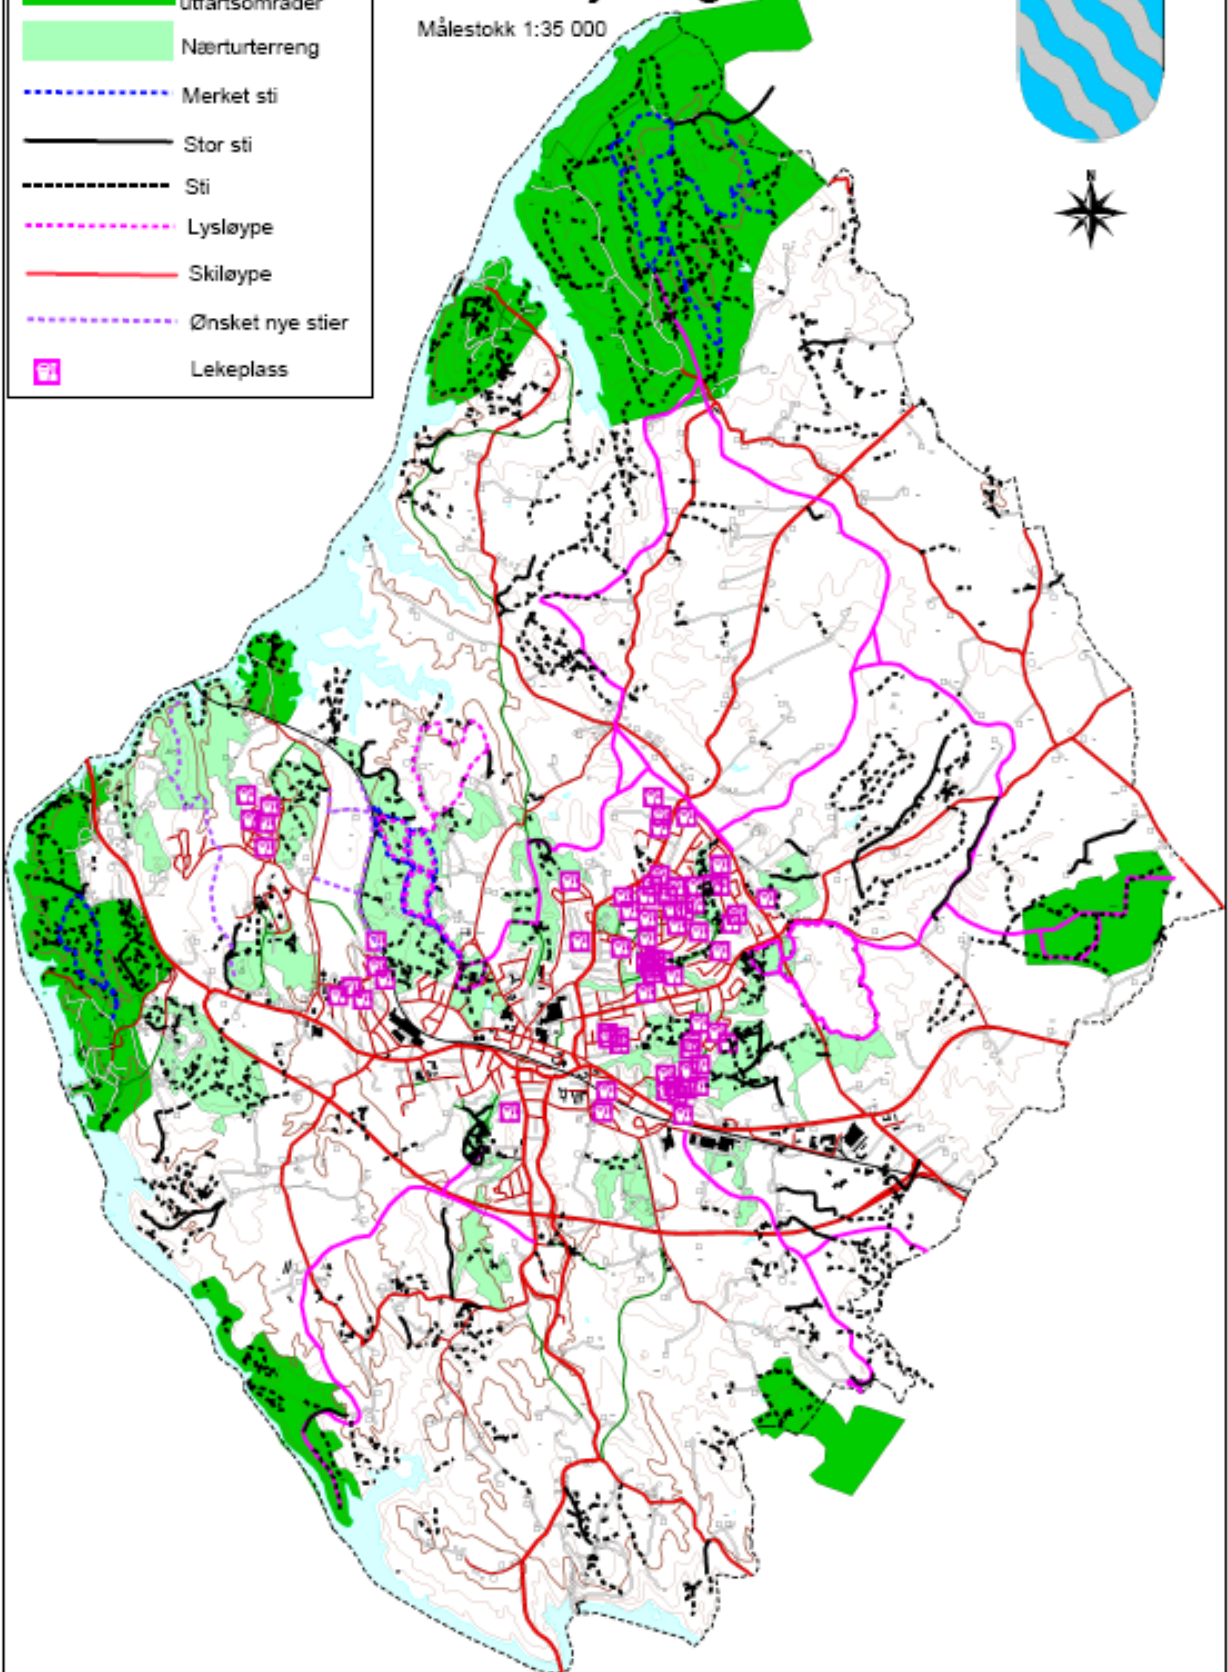 utfartsområder
Målestokk 1:35 000
Nærturterreng
Merket sti
Stor sti
Sti
Lysløype
Skiløype
Ønsket nye stier
Lekeplass
N